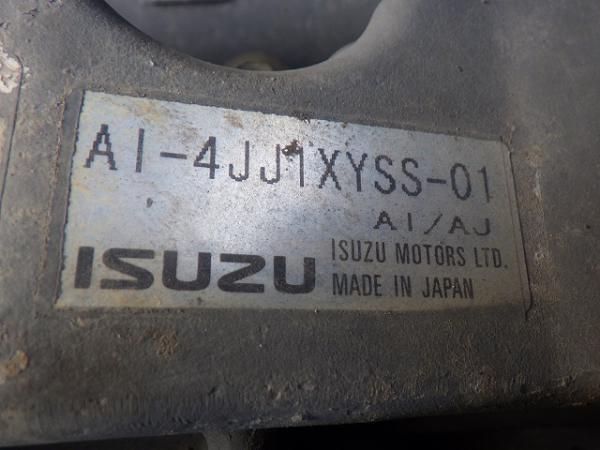 AI-4JJ1XYSS-01
AI/AJ
ISUZU
ISUZU MOTORS LTD.
MADE IN JAPAN